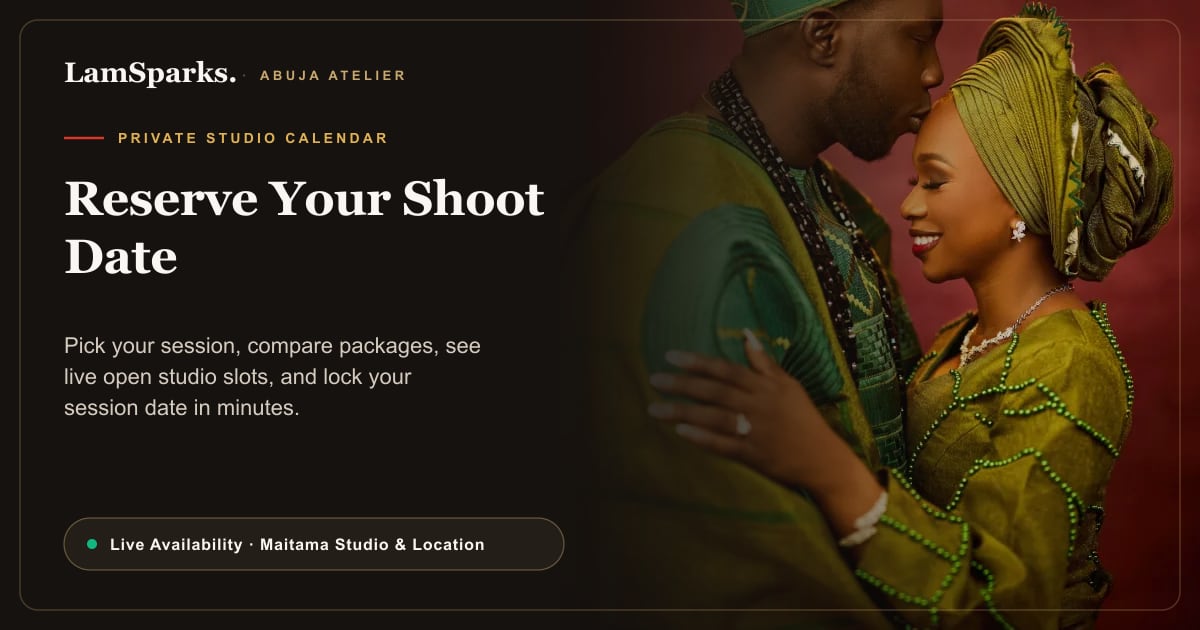 LamSparks. · ABUJA ATELIER
PRIVATE STUDIO CALENDAR
Reserve Your Shoot
Date
Pick your session, compare packages, see
live open studio slots, and lock your
session date in minutes.
Live Availability · Maitama Studio & Location